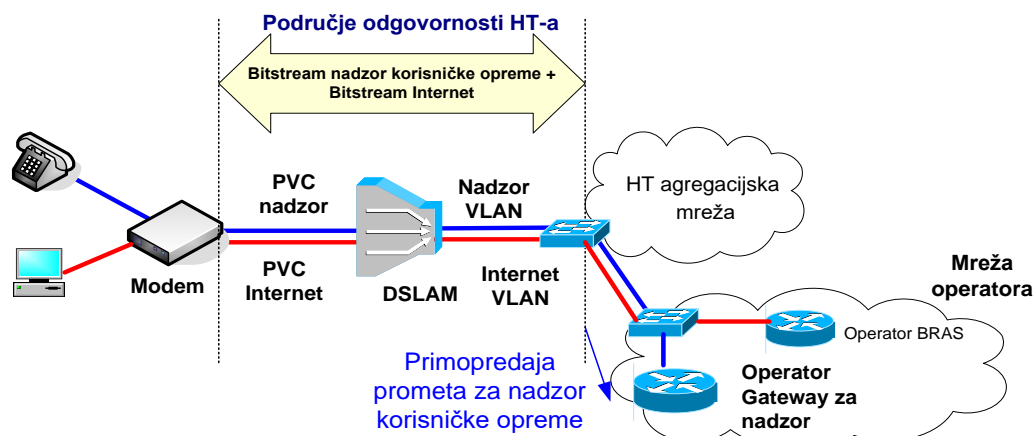 Područje odgovornosti HT-a
Bitstream nadzor korisničke opreme +
Bitstream Internet
HT agregacijska
mreža
PVC
nadzor
Nadzor
VLAN
PVC
Internet
Modem
DSLAM
Internet
VLAN
Mreža
operatora
Operator BRAS
Primopredaja
prometa za nadzor
korisničke opreme
Operator
Gateway za
nadzor